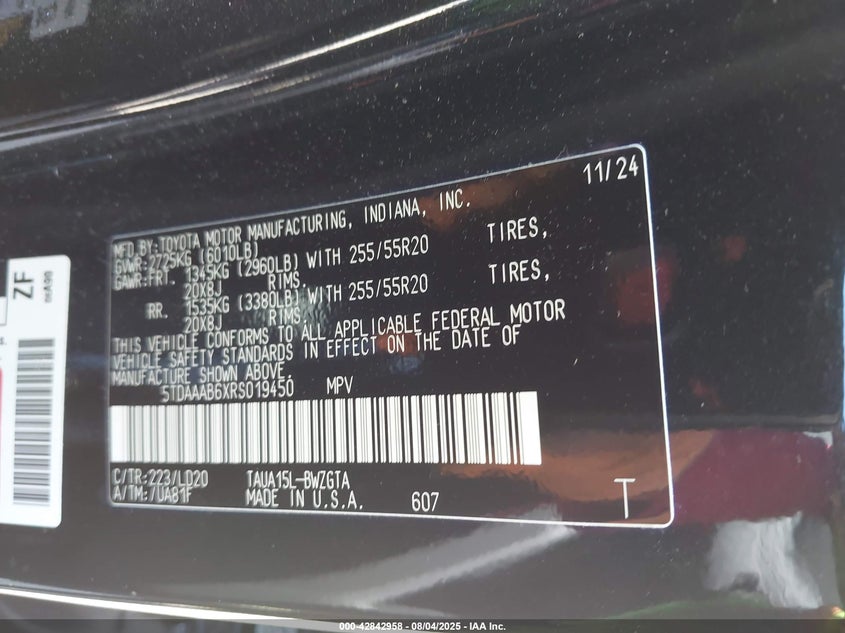 11/24
MFD BY:TOYOTA MOTOR MANUFACTURING, INDIANA, INC.
GVWR:2725KG (6010LB)
GAWR:FRT. 1345KG (2960LB) WITH 255/55R20 TIRES,
20X8J RIMS.
RR. 1535KG (3380LB) WITH 255/55R20 TIRES,
20X8J RIMS.
THIS VEHICLE CONFORMS TO ALL APPLICABLE FEDERAL MOTOR
VEHICLE SAFETY STANDARDS IN EFFECT ON THE DATE OF
MANUFACTURE SHOWN ABOVE.
5TDAAAB6XRS019450 MPV
C/TR:223/LD20 TAUA15L-BWZGTA
A/TM:/UAB1F MADE IN U.S.A. 607
T
ZF
000-42842958 - 08/04/2025 - IAA Inc.